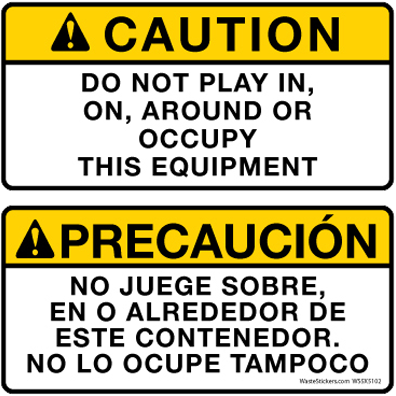 CAUTION
DO NOT PLAY IN,
ON, AROUND OR
OCCUPY
THIS EQUIPMENT
PRECAUCIÓN
NO JUEGE SOBRE,
EN O ALREDEDOR DE
ESTE CONTENEDOR.
NO LO OCUPE TAMPOCO
WasteStickers.com WSSK5102